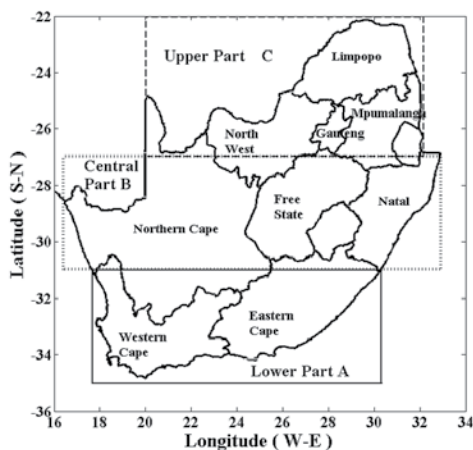 -22
Upper Part C
Limpopo
-24
Mpumalanga
North
West
Gauteng
-26
Central
Part B
-28
Free
State
Natal
Northern Cape
-30
Latitude ( S-N )
-32
Western
Cape
Eastern
Cape
-34
Lower Part A
-36
16 18 20 22 24 26 28 30 32 34
Longitude ( W-E )